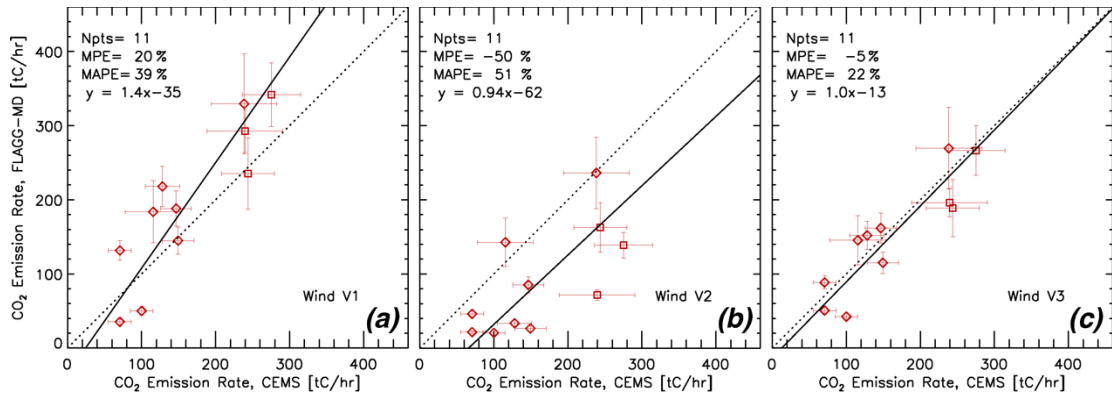 CO₂ Emission Rate, FLAGG-MD [tC/hr]
400
300
200
100
0
Npts= 11
MPE= 20 %
MAPE= 39 %
y = 1.4x−35
Wind V1
(a)
0 100 200 300 400
CO₂ Emission Rate, CEMS [tC/hr]
Npts= 11
MPE= −50 %
MAPE= 51 %
y = 0.94x−62
Wind V2
(b)
0 100 200 300 400
CO₂ Emission Rate, CEMS [tC/hr]
Npts= 11
MPE= −5 %
MAPE= 22 %
y = 1.0x−13
Wind V3
(c)
0 100 200 300 400
CO₂ Emission Rate, CEMS [tC/hr]